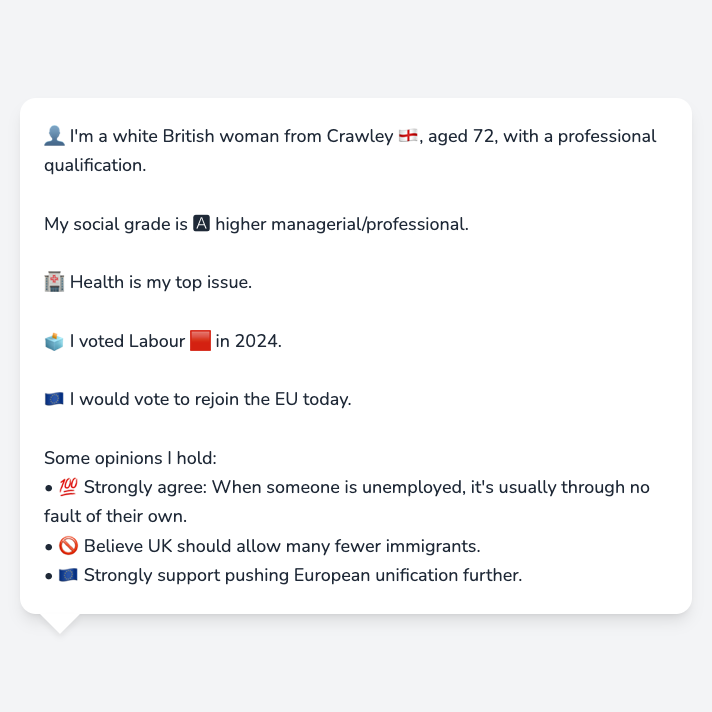 👤 I'm a white British woman from Crawley 🏴󠁧󠁢󠁥󠁮󠁧󠁿, aged 72, with a professional
qualification.
My social grade is 🅰 higher managerial/professional.
🏥 Health is my top issue.
🗳️ I voted Labour 🟥 in 2024.
🇪🇺 I would vote to rejoin the EU today.
Some opinions I hold:
• 💯 Strongly agree: When someone is unemployed, it's usually through no
fault of their own.
• 🚫 Believe UK should allow many fewer immigrants.
• 🇪🇺 Strongly support pushing European unification further.